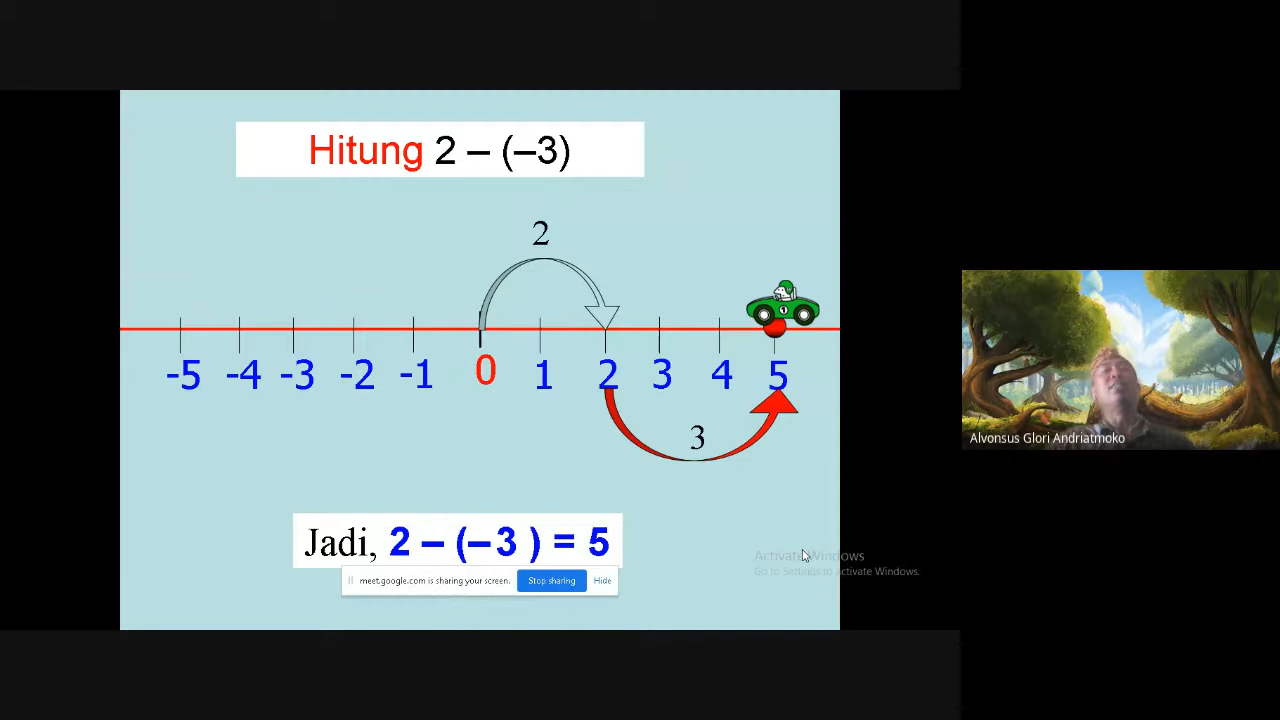 Hitung 2 – (–3)
2
-5 -4 -3 -2 -1 0 1 2 3 4 5
3
Jadi, 2 – (–3 ) = 5
meet.google.com is sharing your screen. Stop sharing Hide
Activate Windows
Go to Settings to activate Windows.
1
Alvonsus Glori Andriatmoko